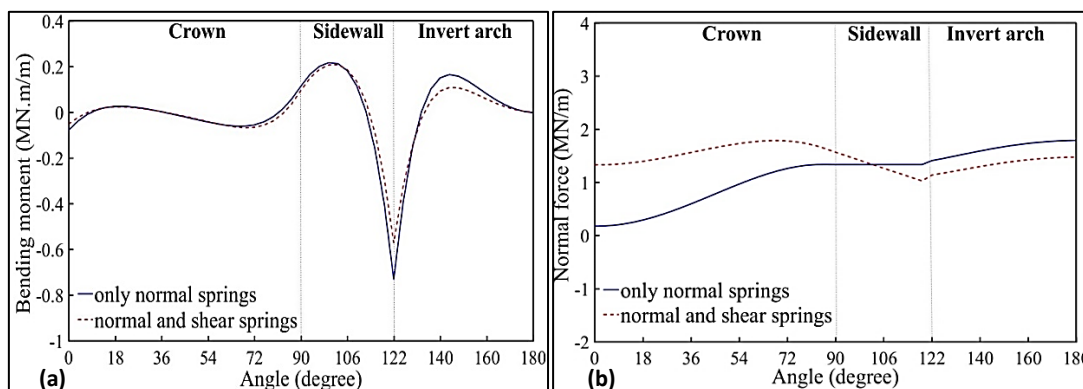 0.4
0.2
0
-0.2
-0.4
-0.6
-0.8
-1
Bending moment (MN.m/m)
Crown Sidewall Invert arch
only normal springs
normal and shear springs
0 18 36 54 72 90 106 122 140 160 180
Angle (degree)
(a)
4
3
2
1
0
-1
-2
Normal force (MN/m)
Crown Sidewall Invert arch
only normal springs
normal and shear springs
0 18 36 54 72 90 106 122 140 160 180
Angle (degree)
(b)